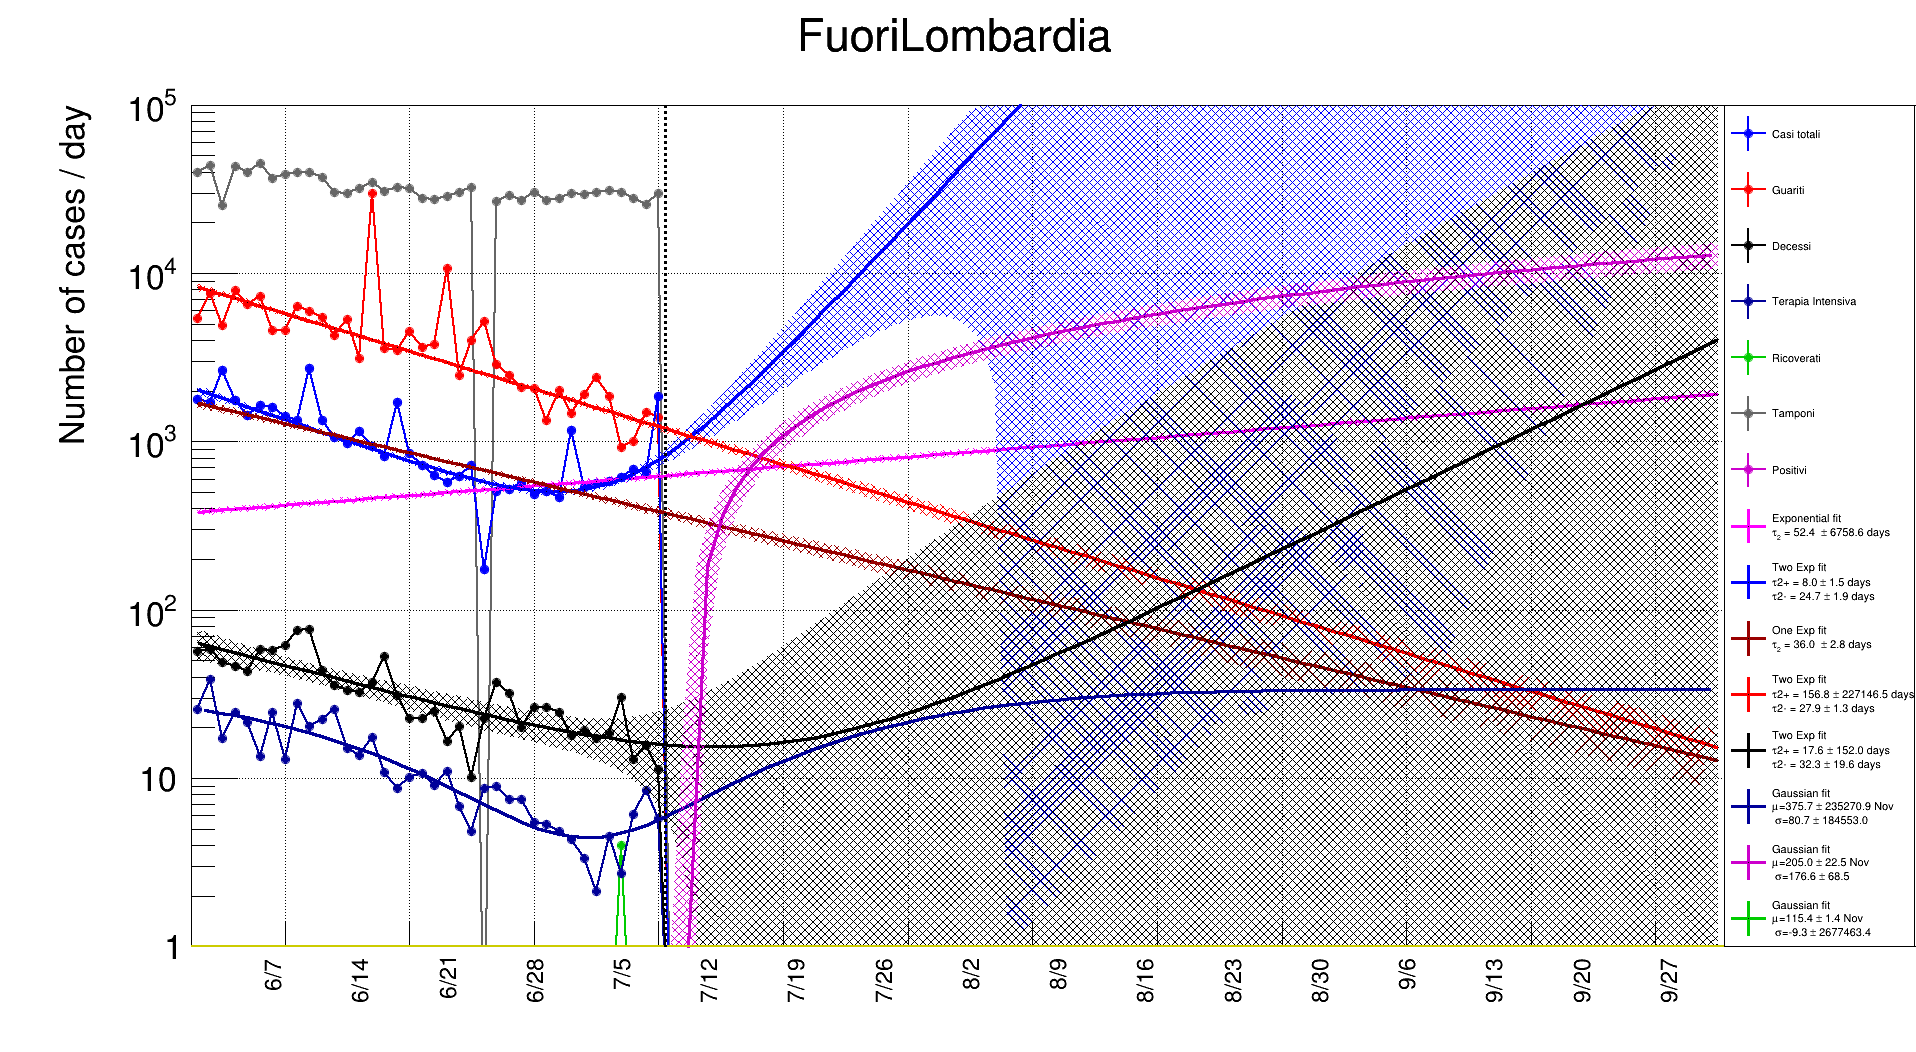 FuoriLombardia
Number of cases / day
10^5
10^4
10^3
10^2
10
1
6/7
6/14
6/21
6/28
7/5
7/12
7/19
7/26
8/2
8/9
8/16
8/23
8/30
9/6
9/13
9/20
9/27
Casi totali
Guariti
Decessi
Terapia Intensiva
Ricoverati
Tamponi
Positivi
Exponential fit
τ₂ = 52.4 ± 6758.6 days
Two Exp fit
τ2+ = 8.0 ± 1.5 days
τ2- = 24.7 ± 1.9 days
One Exp fit
τ₂ = 36.0 ± 2.8 days
Two Exp fit
τ2+ = 156.8 ± 227146.5 days
τ2- = 27.9 ± 1.3 days
Two Exp fit
τ2+ = 17.6 ± 152.0 days
τ2- = 32.3 ± 19.6 days
Gaussian fit
μ=375.7 ± 235270.9 Nov
σ=80.7 ± 184553.0
Gaussian fit
μ=205.0 ± 22.5 Nov
σ=176.6 ± 68.5
Gaussian fit
μ=115.4 ± 1.4 Nov
σ=-9.3 ± 2677463.4